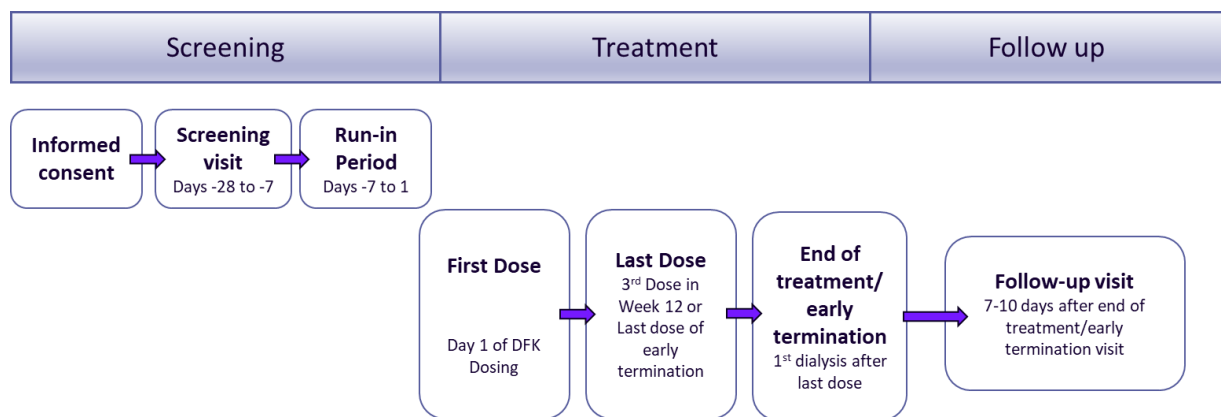 Screening
Treatment
Follow up
Informed
consent
Screening
visit
Days -28 to -7
Run-in
Period
Days -7 to 1
First Dose
Day 1 of DFK
Dosing
Last Dose
3rd Dose in
Week 12 or
Last dose of
early
termination
End of
treatment/
early
termination
1st dialysis after
last dose
Follow-up visit
7-10 days after end of
treatment/early
termination visit